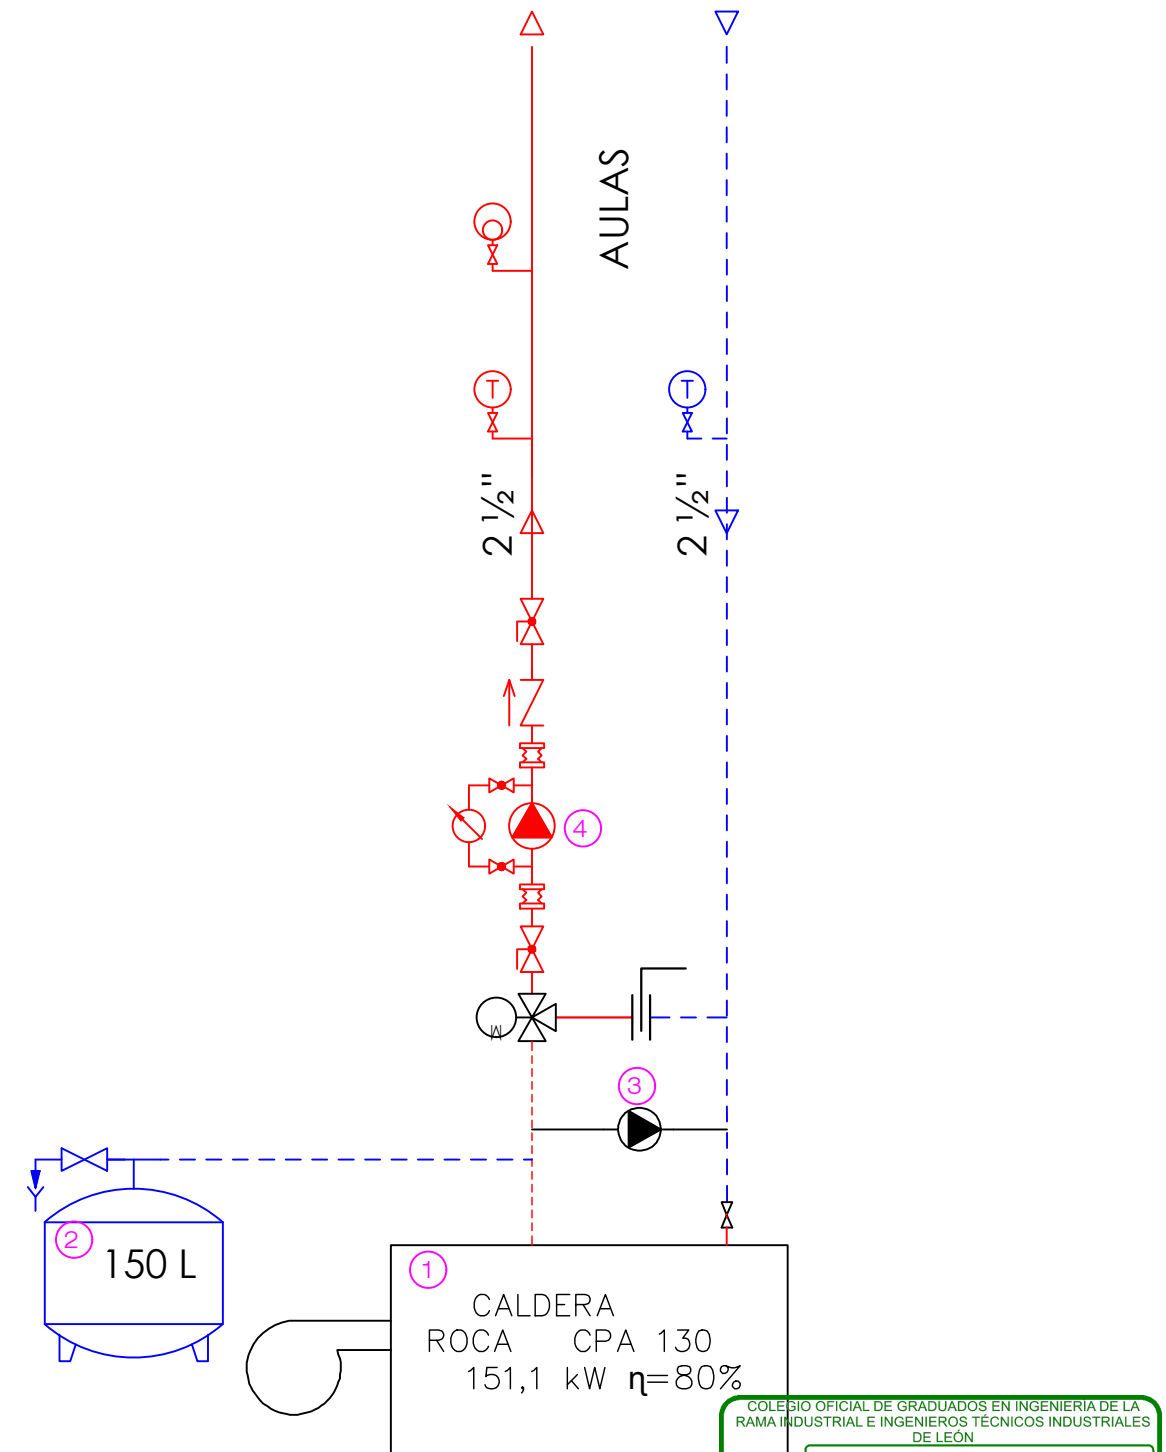 AULAS
T
T
2 ½"
2 ½"
4
M
3
2
150 L
1
CALDERA
ROCA CPA 130
151,1 kW η=80%
COLEGIO OFICIAL DE GRADUADOS EN INGENIERIA DE LA
RAMA INDUSTRIAL E INGENIEROS TÉCNICOS INDUSTRIALES
DE LEÓN